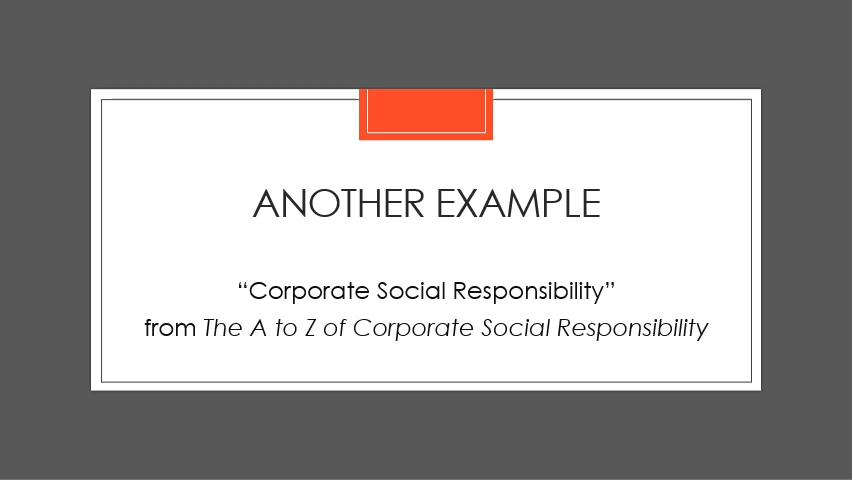 ANOTHER EXAMPLE
“Corporate Social Responsibility”
from The A to Z of Corporate Social Responsibility